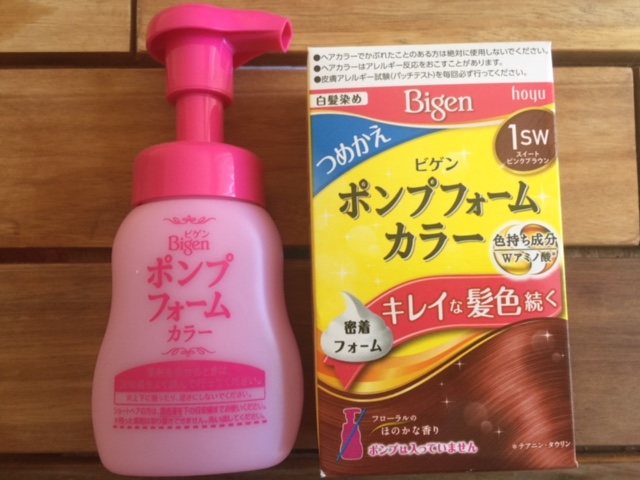 ビゲン
Bigen
ポンプ
フォーム
カラー
●ヘアカラーでかぶれたことのある方は絶対に使用しないでください。
●ヘアカラーはアレルギー反応をおこすことがあります。
●皮膚アレルギー試験(パッチテスト)を毎回必ず行ってください。
白髪染め
Bigen
hoyu
つめかえ
1SW
スイート
ピンクブラウン
ビゲン
ポンプフォーム
カラー
色持ち成分
Wアミノ酸*
キレイな髪色続く
密着
フォーム
フローラルの
ほのかな香り
ポンプは入っていません
*テアニン・タウリン